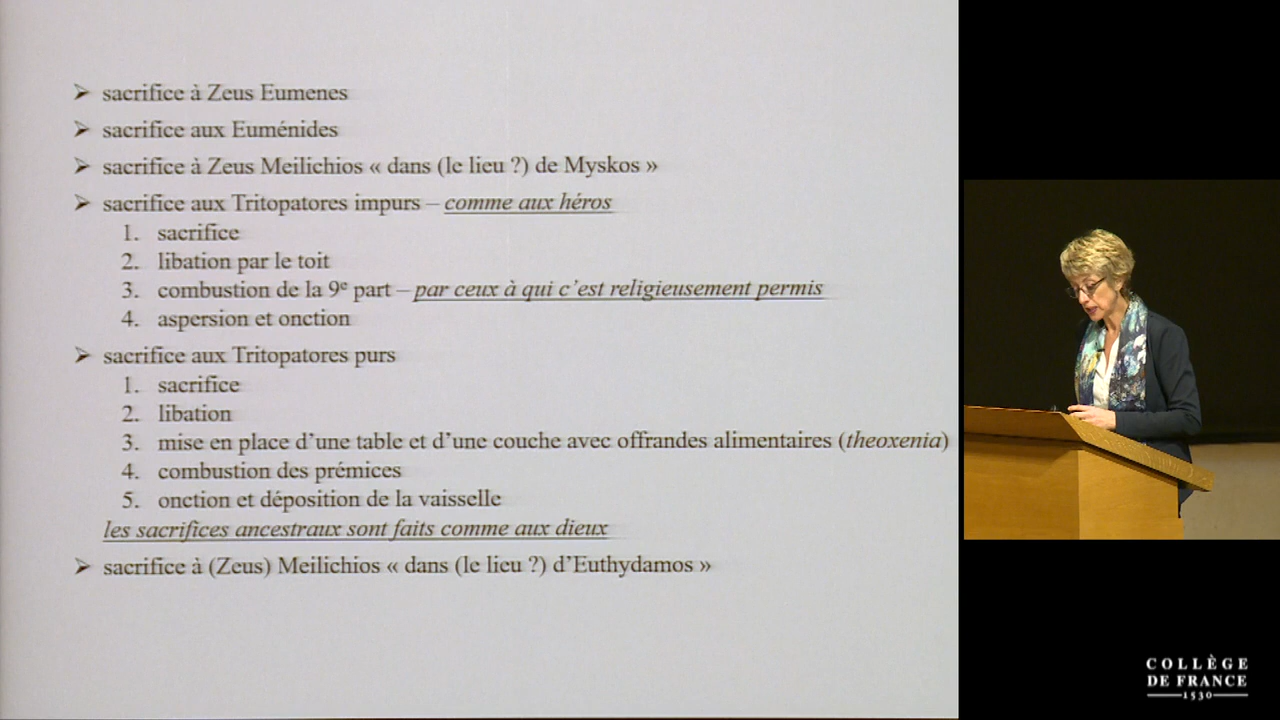 ➢ sacrifice à Zeus Eumenes
➢ sacrifice aux Euménides
➢ sacrifice à Zeus Meilichios « dans (le lieu ?) de Myskos »
➢ sacrifice aux Tritopatores impurs – comme aux héros
1. sacrifice
2. libation par le toit
3. combustion de la 9e part – par ceux à qui c’est religieusement permis
4. aspersion et onction
➢ sacrifice aux Tritopatores purs
1. sacrifice
2. libation
3. mise en place d’une table et d’une couche avec offrandes alimentaires (theoxenia)
4. combustion des prémices
5. onction et déposition de la vaisselle
les sacrifices ancestraux sont faits comme aux dieux
➢ sacrifice à (Zeus) Meilichios « dans (le lieu ?) d’Euthydamos »
COLLÈGE
DE FRANCE
1530